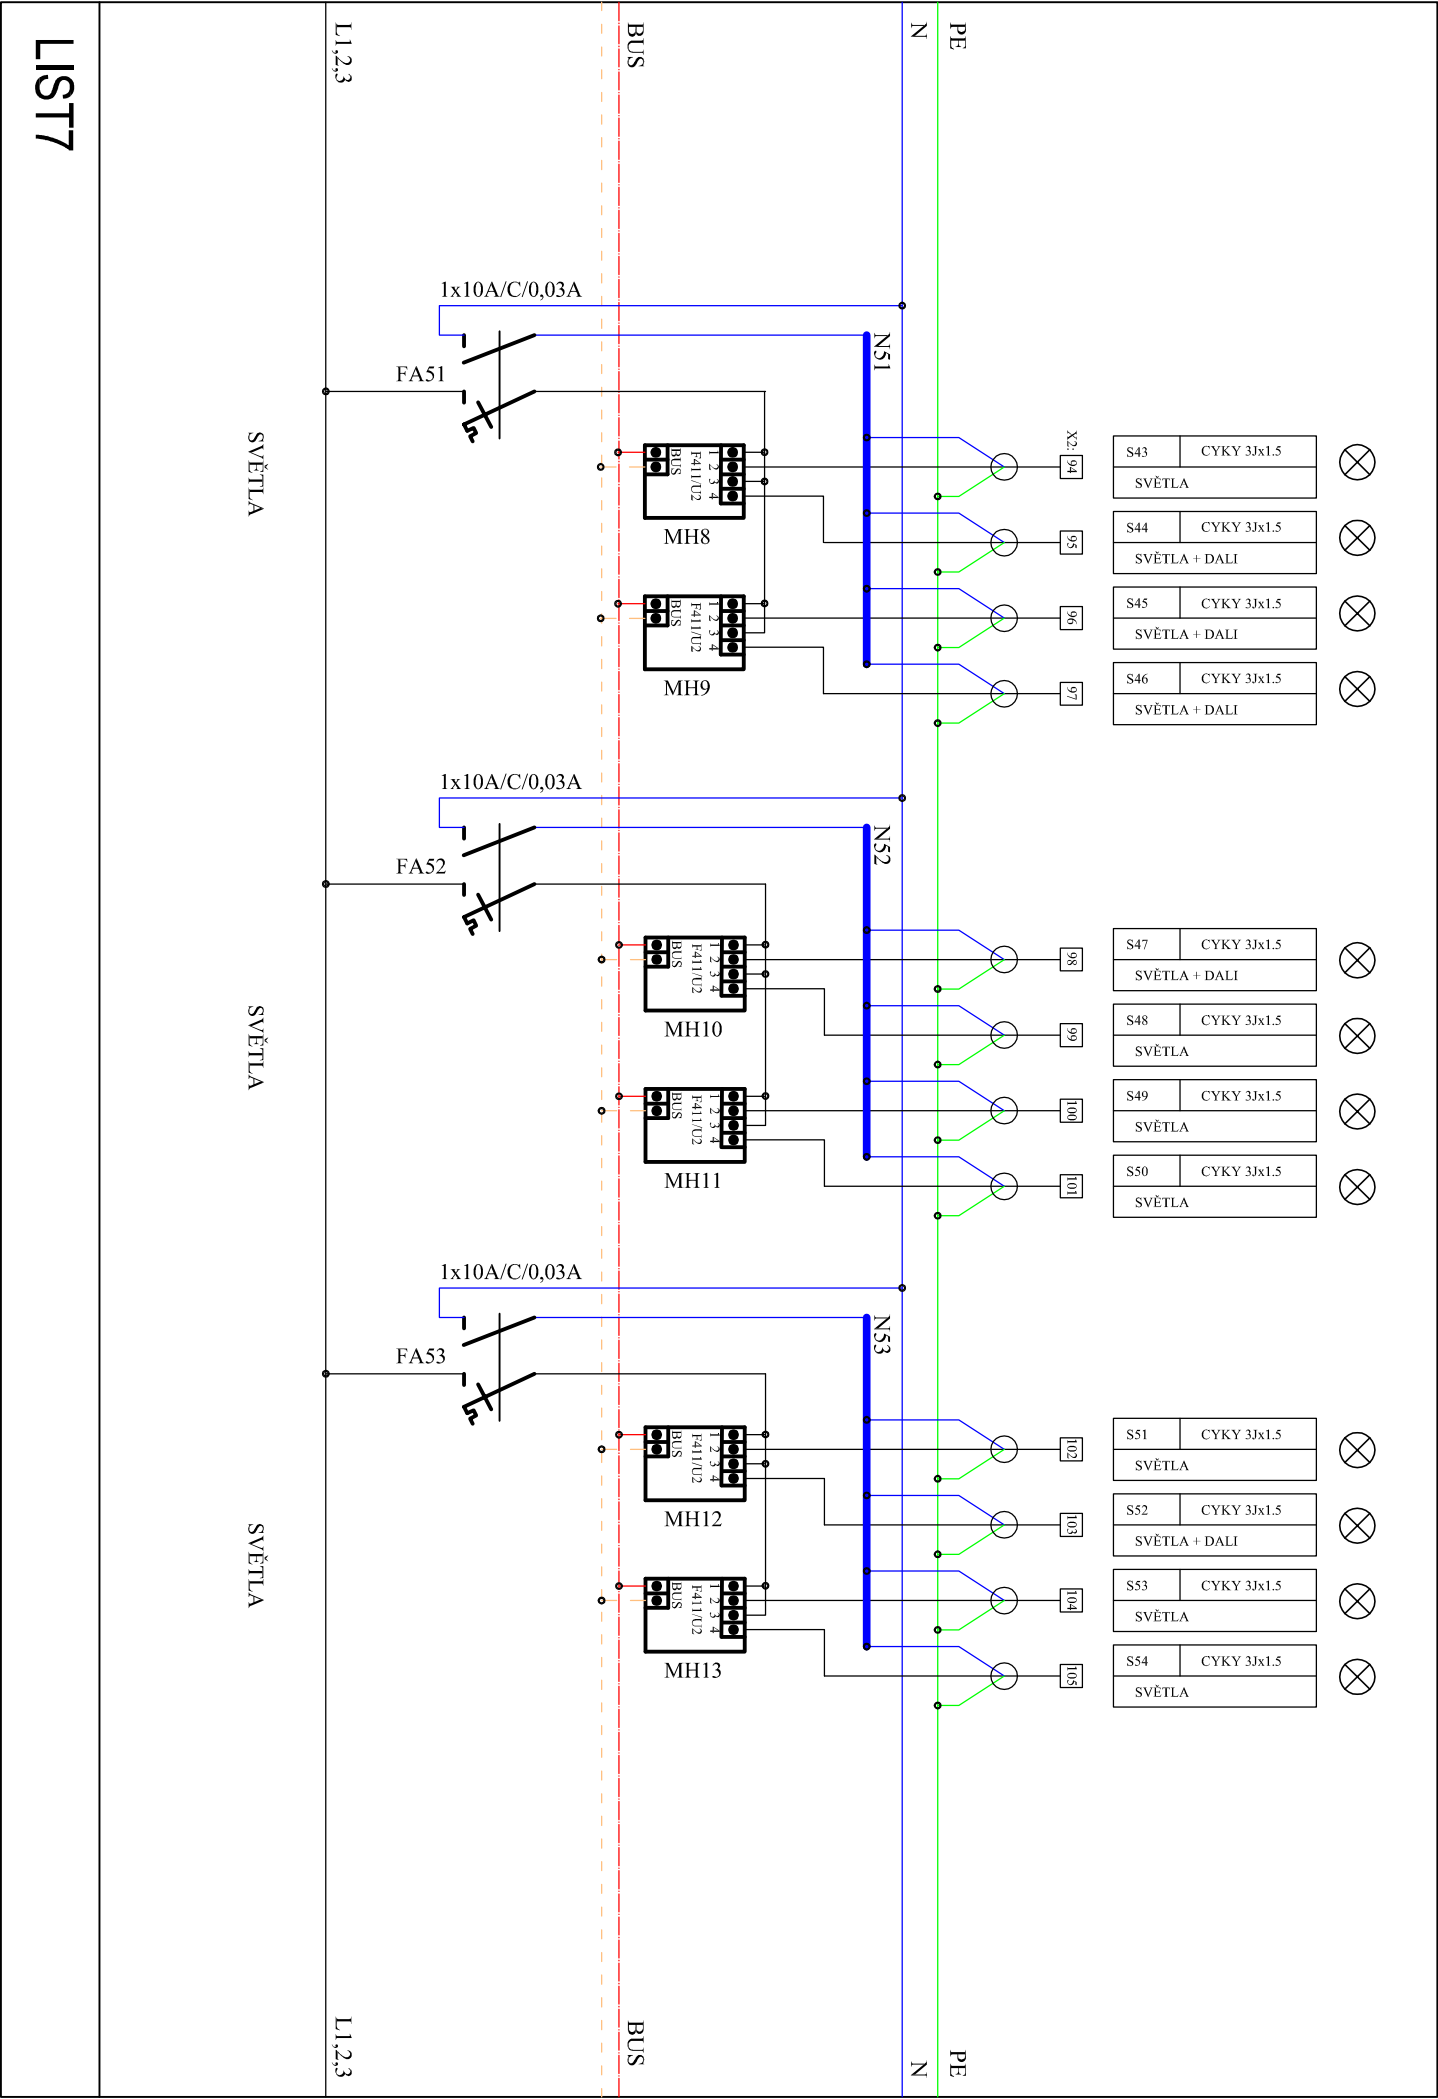 LIST7
L1,2,3
BUS
N
PE
1x10A/C/0,03A
FA51
N51
SVĚTLA
BUS
F411/U2
1 2 3 4
MH8
BUS
F411/U2
1 2 3 4
MH9
X2:
94
95
96
97
S43 CYKY 3Jx1.5
SVĚTLA
S44 CYKY 3Jx1.5
SVĚTLA + DALI
S45 CYKY 3Jx1.5
SVĚTLA + DALI
S46 CYKY 3Jx1.5
SVĚTLA + DALI
1x10A/C/0,03A
FA52
N52
SVĚTLA
BUS
F411/U2
1 2 3 4
MH10
BUS
F411/U2
1 2 3 4
MH11
98
99
100
101
S47 CYKY 3Jx1.5
SVĚTLA + DALI
S48 CYKY 3Jx1.5
SVĚTLA
S49 CYKY 3Jx1.5
SVĚTLA
S50 CYKY 3Jx1.5
SVĚTLA
1x10A/C/0,03A
FA53
N53
SVĚTLA
BUS
F411/U2
1 2 3 4
MH12
BUS
F411/U2
1 2 3 4
MH13
102
103
104
105
S51 CYKY 3Jx1.5
SVĚTLA
S52 CYKY 3Jx1.5
SVĚTLA + DALI
S53 CYKY 3Jx1.5
SVĚTLA
S54 CYKY 3Jx1.5
SVĚTLA
L1,2,3
BUS
N
PE